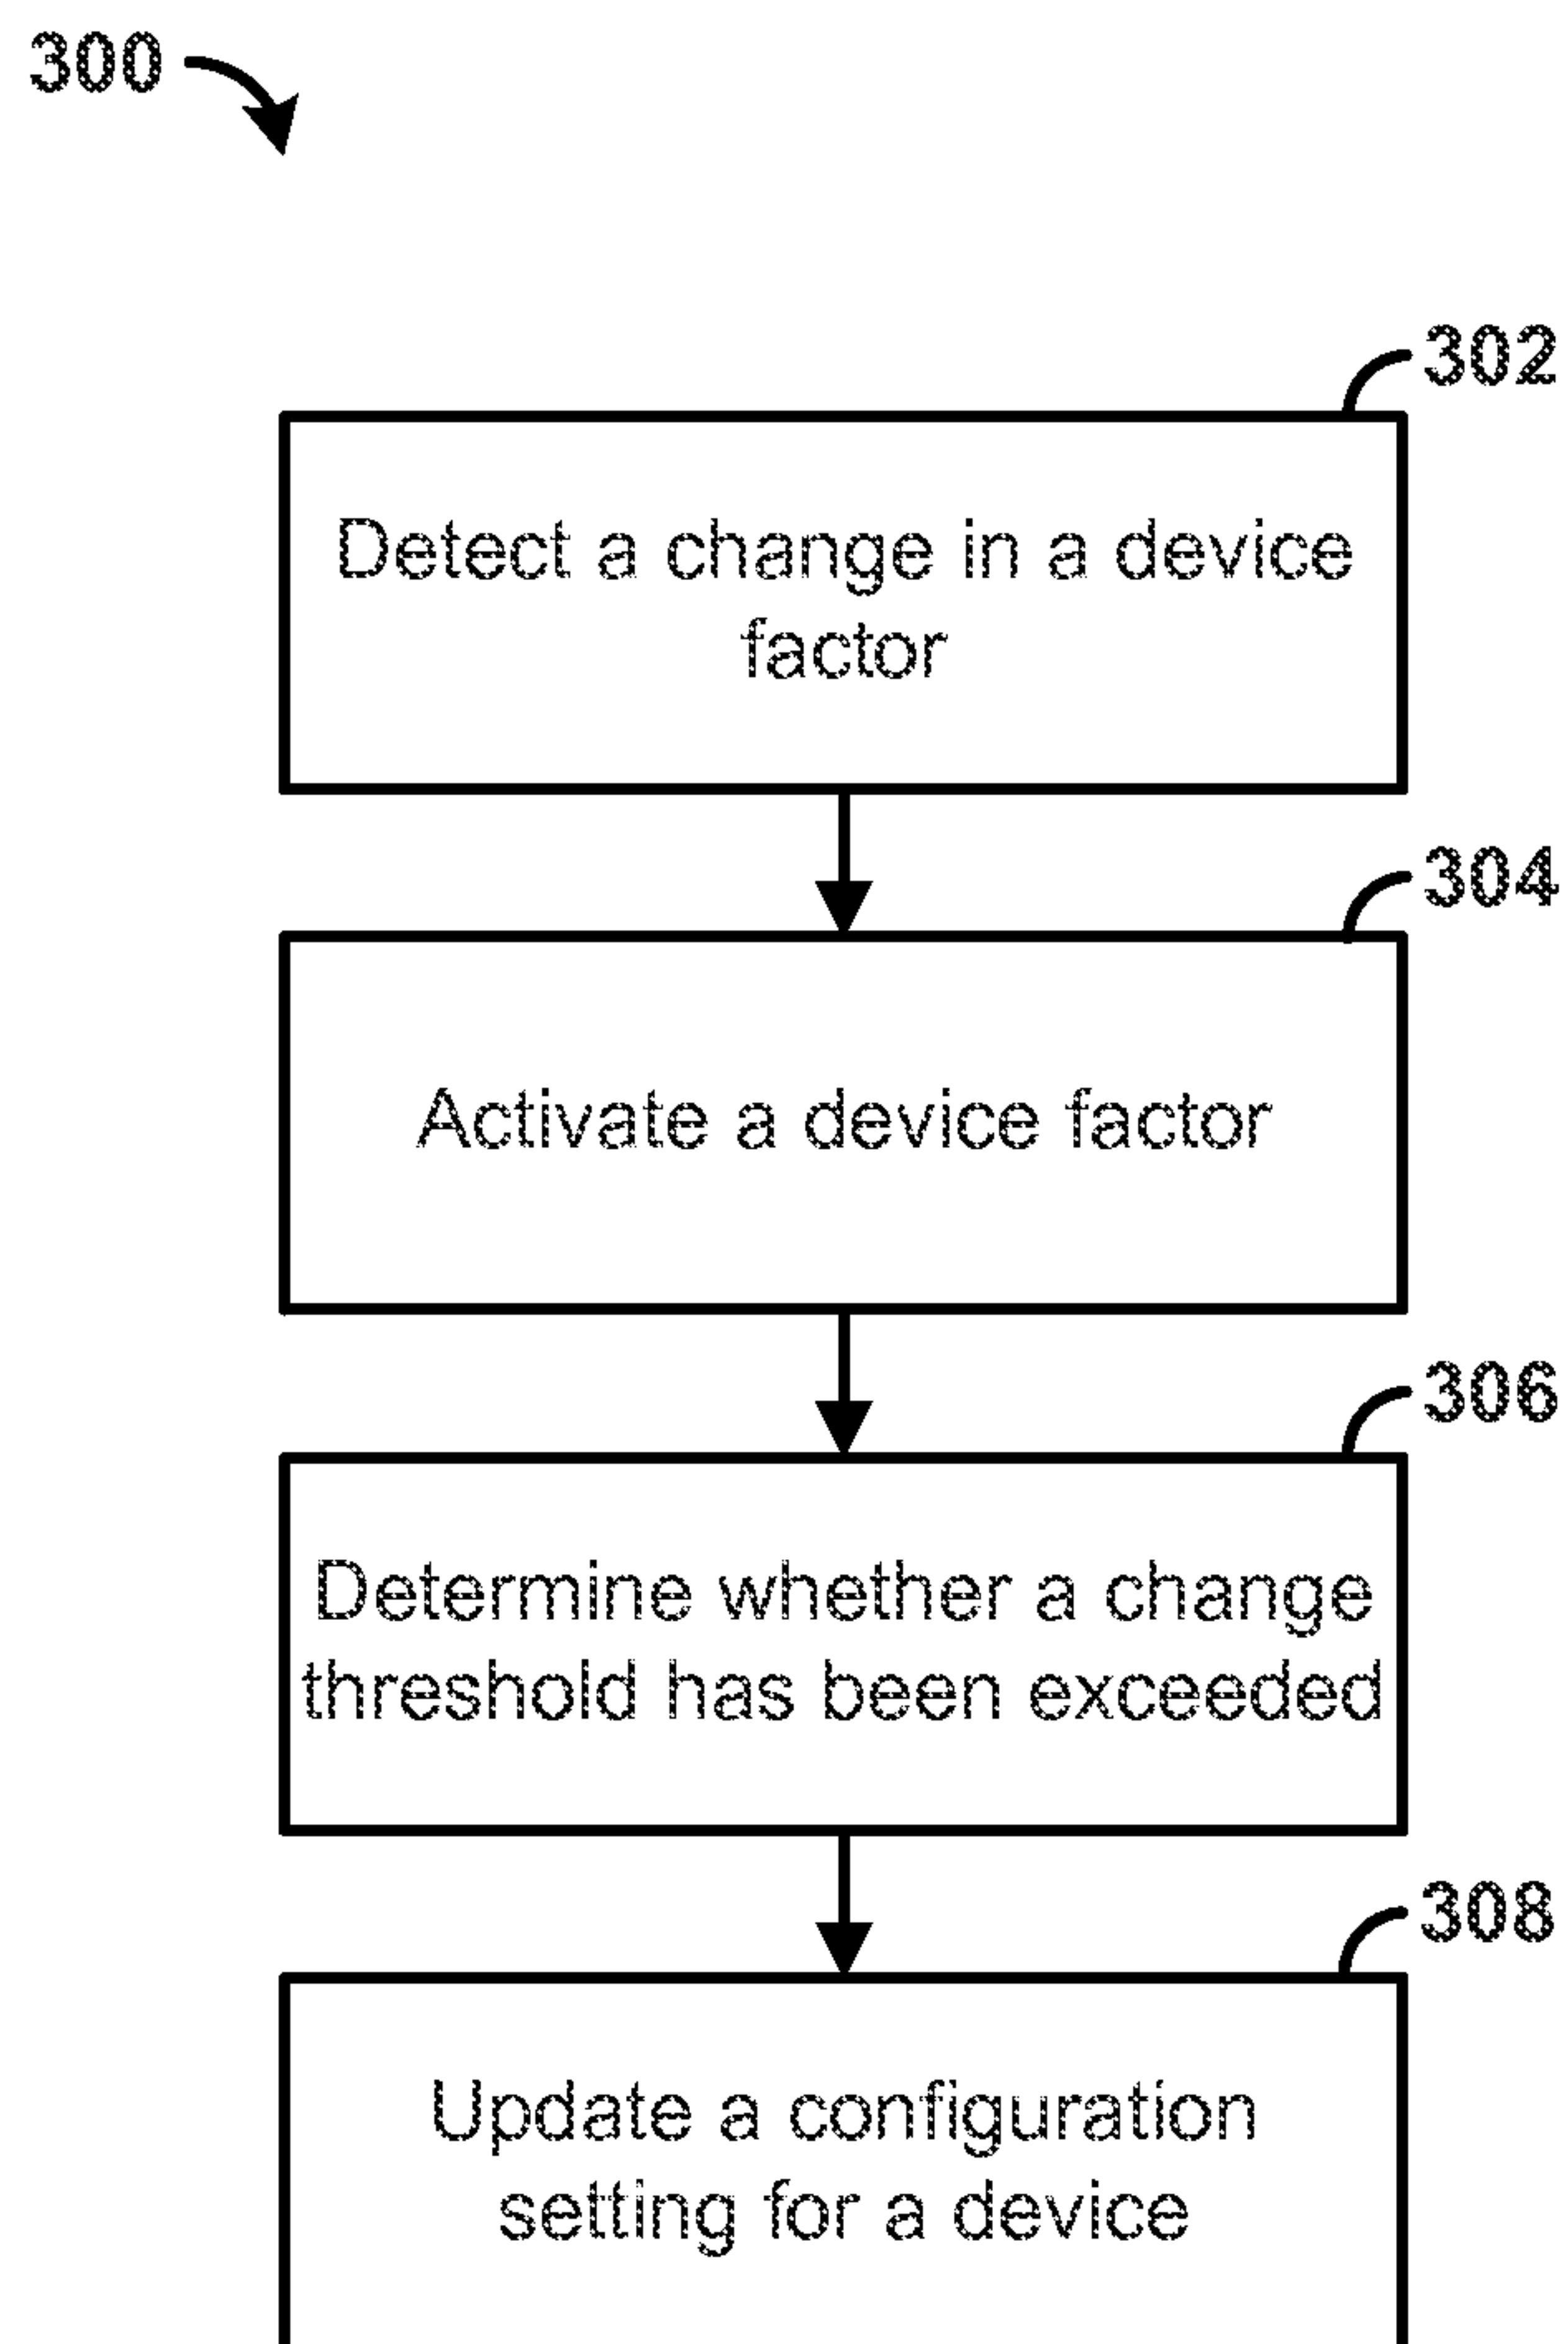 300
302
Detect a change in a device
factor
304
Activate a device factor
306
Determine whether a change
threshold has been exceeded
308
Update a configuration
setting for a device